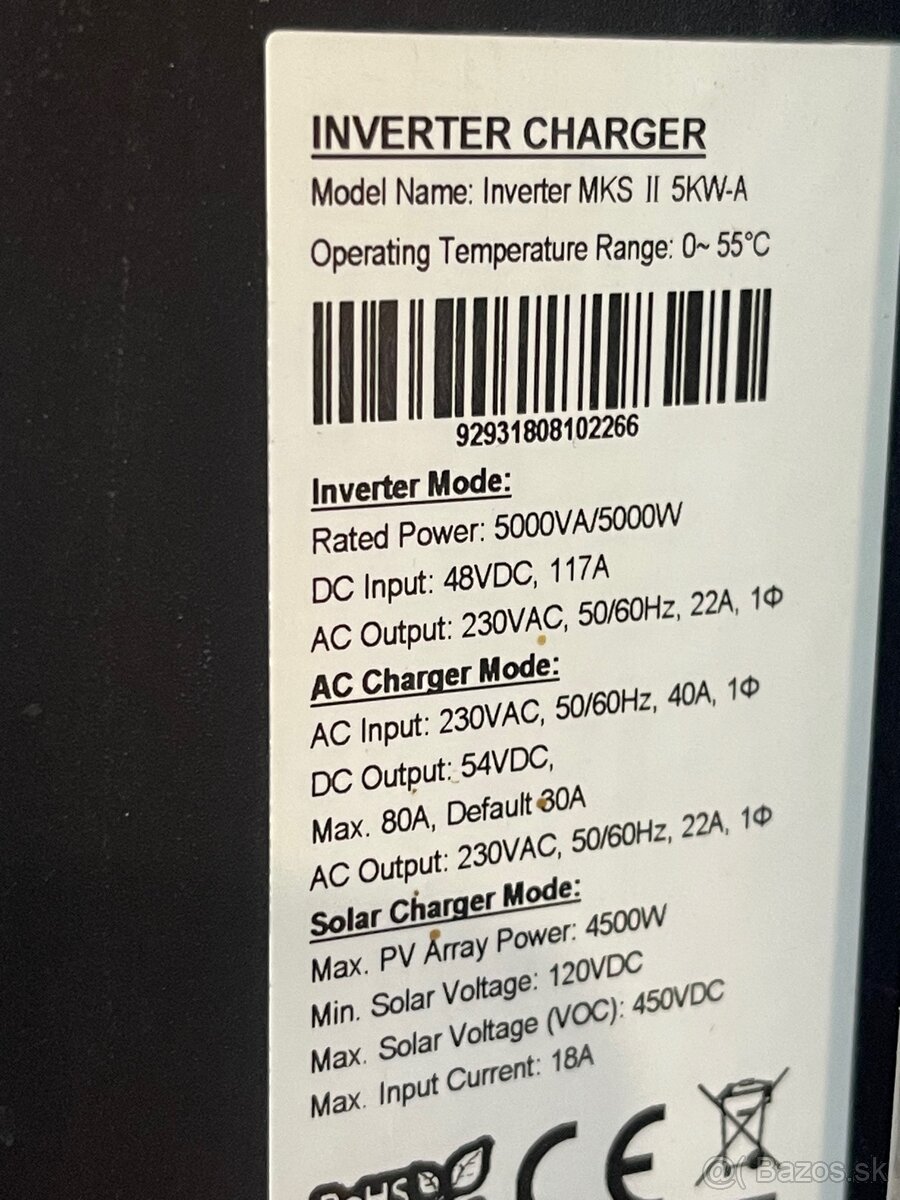 INVERTER CHARGER
Model Name: Inverter MKS II 5KW-A
Operating Temperature Range: 0~ 55°C
92931808102266
Inverter Mode:
Rated Power: 5000VA/5000W
DC Input: 48VDC, 117A
AC Output: 230VAC, 50/60Hz, 22A, 1Φ
AC Charger Mode:
AC Input: 230VAC, 50/60Hz, 40A, 1Φ
DC Output: 54VDC,
Max. 80A, Default 30A
AC Output: 230VAC, 50/60Hz, 22A, 1Φ
Solar Charger Mode:
Max. PV Array Power: 4500W
Min. Solar Voltage: 120VDC
Max. Solar Voltage (VOC): 450VDC
Max. Input Current: 18A
RoHS CE
Bazos.sk